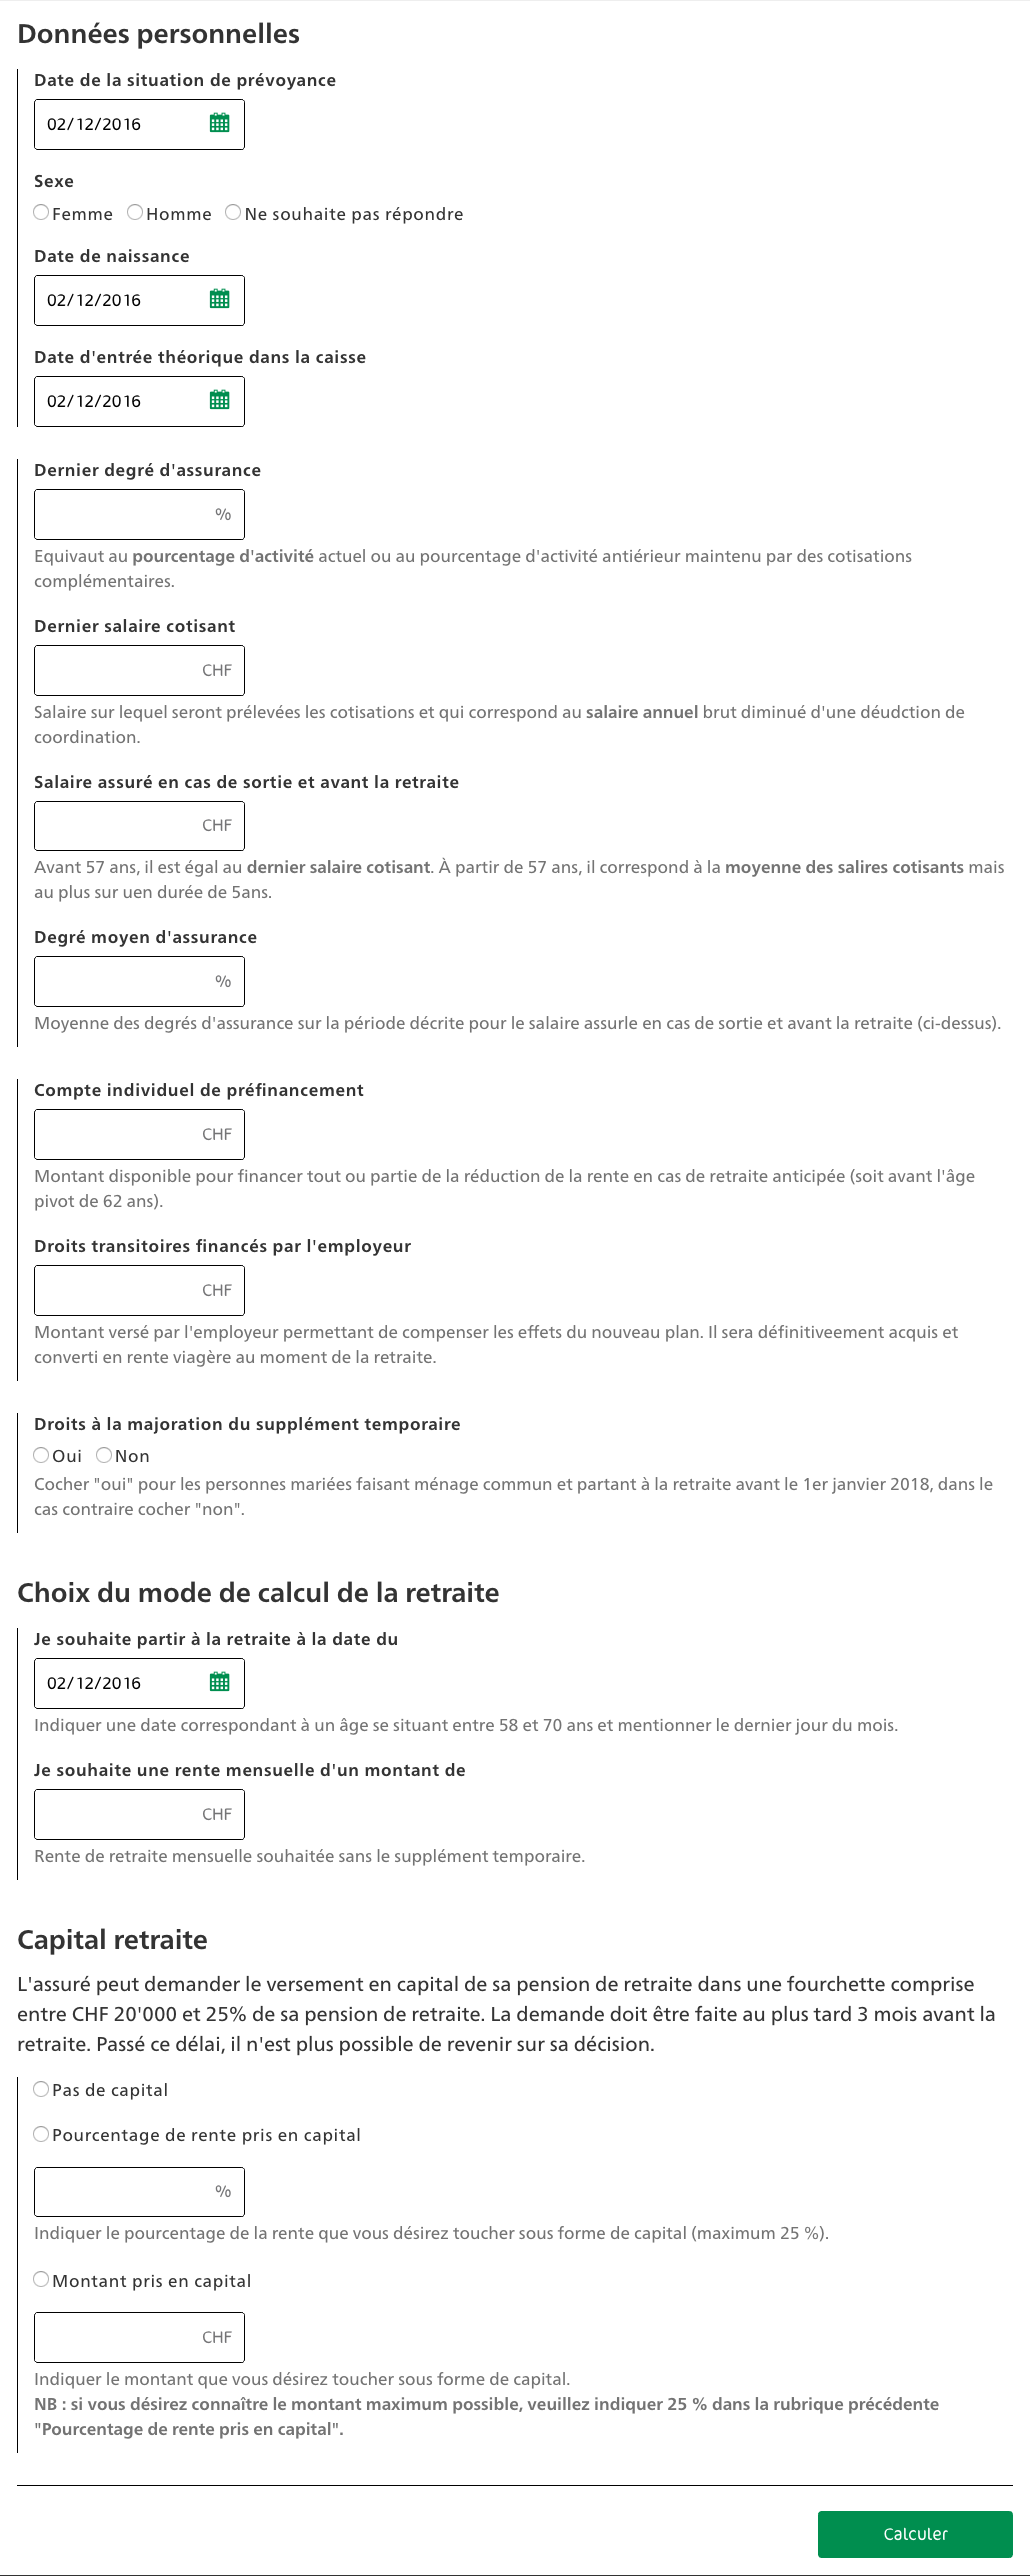 Données personnelles
Date de la situation de prévoyance
02/12/2016
Sexe
Femme Homme Ne souhaite pas répondre
Date de naissance
02/12/2016
Date d'entrée théorique dans la caisse
02/12/2016
Dernier degré d'assurance
%
Equivaut au pourcentage d'activité actuel ou au pourcentage d'activité antiérieur maintenu par des cotisations
complémentaires.
Dernier salaire cotisant
CHF
Salaire sur lequel seront prélevées les cotisations et qui correspond au salaire annuel brut diminué d'une déudction de
coordination.
Salaire assuré en cas de sortie et avant la retraite
CHF
Avant 57 ans, il est égal au dernier salaire cotisant. À partir de 57 ans, il correspond à la moyenne des salires cotisants mais
au plus sur uen durée de 5ans.
Degré moyen d'assurance
%
Moyenne des degrés d'assurance sur la période décrite pour le salaire assurle en cas de sortie et avant la retraite (ci-dessus).
Compte individuel de préfinancement
CHF
Montant disponible pour financer tout ou partie de la réduction de la rente en cas de retraite anticipée (soit avant l'âge
pivot de 62 ans).
Droits transitoires financés par l'employeur
CHF
Montant versé par l'employeur permettant de compenser les effets du nouveau plan. Il sera définitiveement acquis et
converti en rente viagère au moment de la retraite.
Droits à la majoration du supplément temporaire
Oui Non
Cocher "oui" pour les personnes mariées faisant ménage commun et partant à la retraite avant le 1er janvier 2018, dans le
cas contraire cocher "non".
Choix du mode de calcul de la retraite
Je souhaite partir à la retraite à la date du
02/12/2016
Indiquer une date correspondant à un âge se situant entre 58 et 70 ans et mentionner le dernier jour du mois.
Je souhaite une rente mensuelle d'un montant de
CHF
Rente de retraite mensuelle souhaitée sans le supplément temporaire.
Capital retraite
L'assuré peut demander le versement en capital de sa pension de retraite dans une fourchette comprise
entre CHF 20'000 et 25% de sa pension de retraite. La demande doit être faite au plus tard 3 mois avant la
retraite. Passé ce délai, il n'est plus possible de revenir sur sa décision.
Pas de capital
Pourcentage de rente pris en capital
%
Indiquer le pourcentage de la rente que vous désirez toucher sous forme de capital (maximum 25 %).
Montant pris en capital
CHF
Indiquer le montant que vous désirez toucher sous forme de capital.
NB : si vous désirez connaître le montant maximum possible, veuillez indiquer 25 % dans la rubrique précédente
"Pourcentage de rente pris en capital".
Calculer